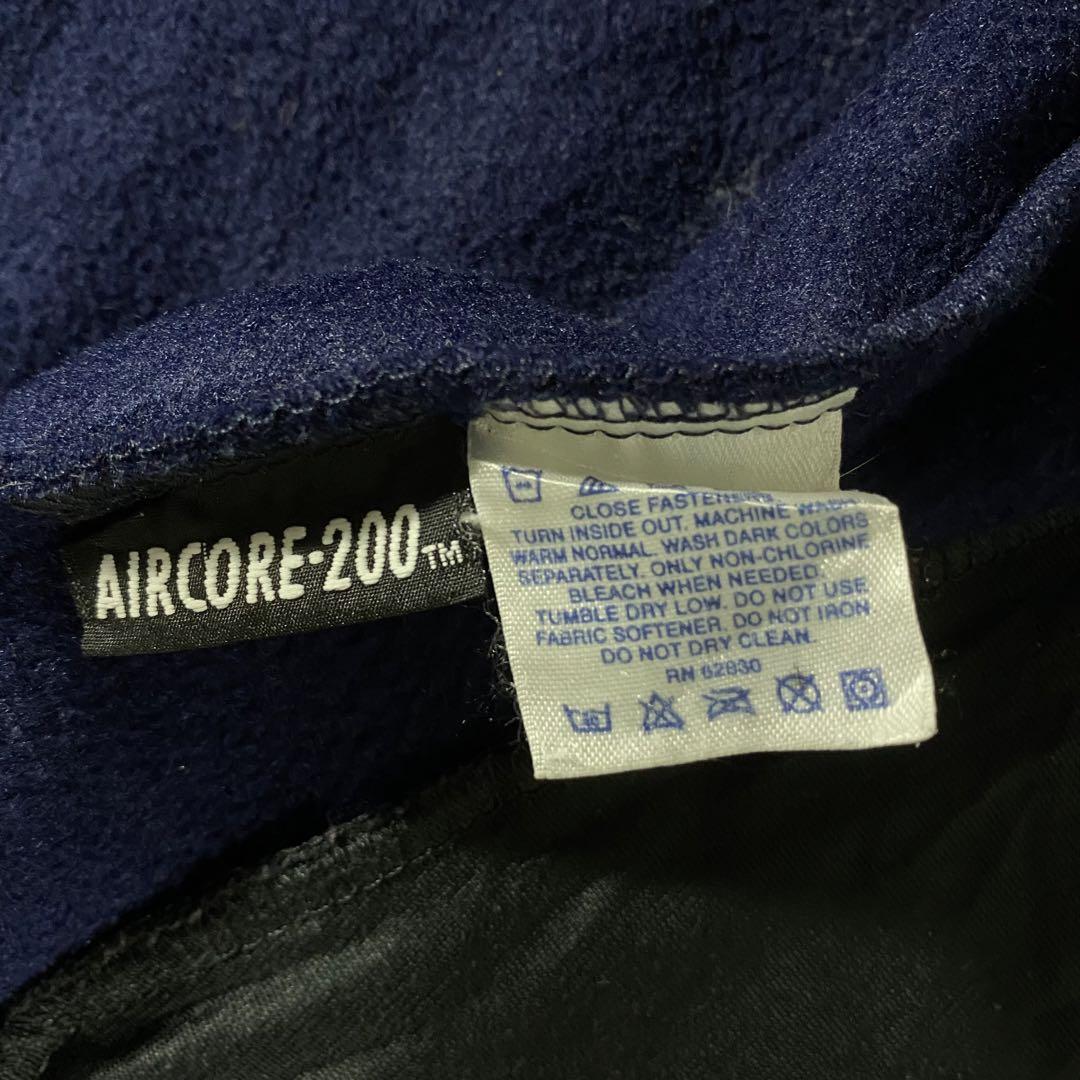 AIRCORE-200™
CLOSE FASTENERS.
TURN INSIDE OUT. MACHINE WASH
WARM NORMAL. WASH DARK COLORS
SEPARATELY. ONLY NON-CHLORINE
BLEACH WHEN NEEDED.
TUMBLE DRY LOW. DO NOT USE
FABRIC SOFTENER. DO NOT IRON
DO NOT DRY CLEAN.
RN 62830